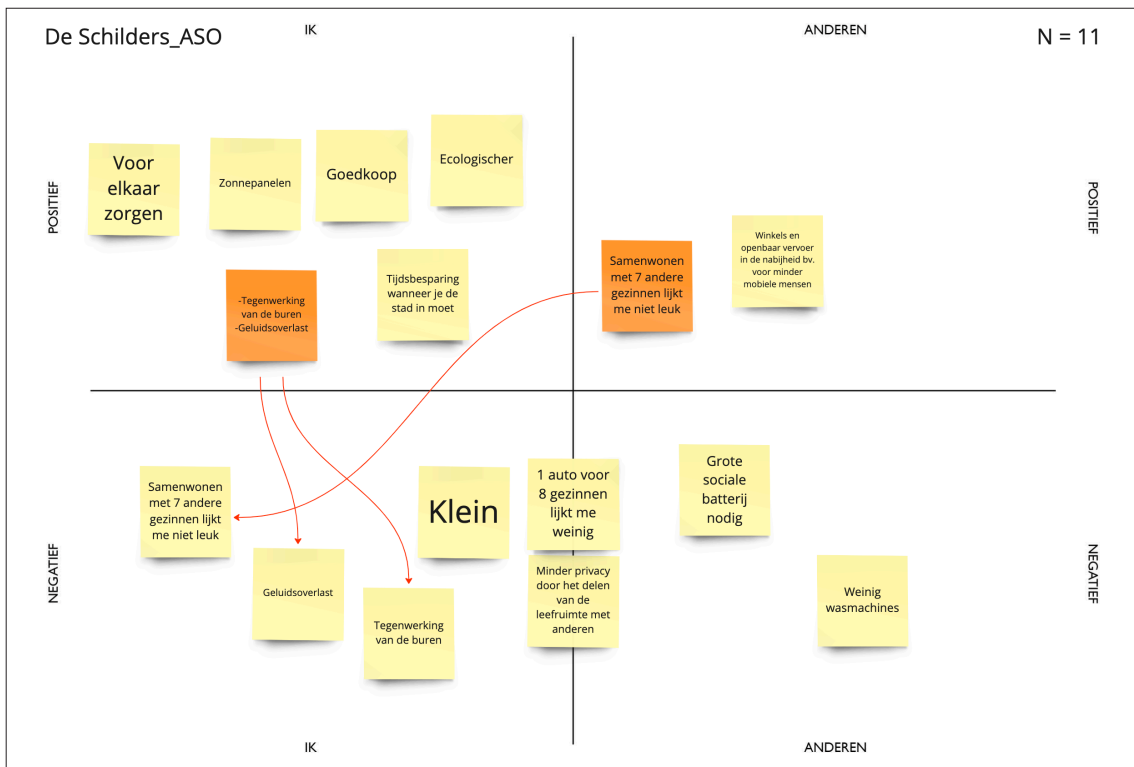 De Schilders_ASO
IK
ANDEREN
N = 11
POSITIEF
POSITIEF
Voor
elkaar
zorgen
Zonnepanelen
Goedkoop
Ecologischer
-Tegenwerking
van de buren
-Geluidsoverlast
Tijdsbesparing
wanneer je de
stad in moet
Samenwonen
met 7 andere
gezinnen lijkt
me niet leuk
Winkels en
openbaar vervoer
in de nabijheid bv.
voor minder
mobiele mensen
NEGATIEF
NEGATIEF
Samenwonen
met 7 andere
gezinnen lijkt
me niet leuk
Geluidsoverlast
Tegenwerking
van de buren
Klein
1 auto voor
8 gezinnen
lijkt me
weinig
Minder privacy
door het delen
van de
leefruimte met
anderen
Grote
sociale
batterij
nodig
Weinig
wasmachines
IK
ANDEREN